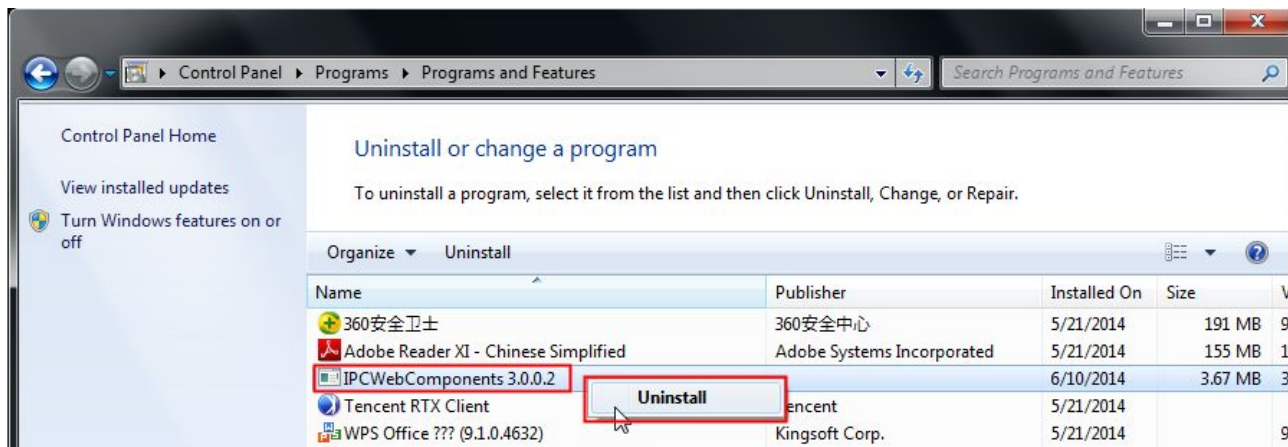 Control Panel ▸ Programs ▸ Programs and Features
Search Programs and Features
Control Panel Home
View installed updates
Turn Windows features on or
off
Uninstall or change a program
To uninstall a program, select it from the list and then click Uninstall, Change, or Repair.
Organize Uninstall
Name Publisher Installed On Size
360安全卫士 360安全中心 5/21/2014 191 MB 9
Adobe Reader XI - Chinese Simplified Adobe Systems Incorporated 5/21/2014 155 MB 1
IPCWebComponents 3.0.0.2 6/10/2014 3.67 MB 3
Uninstall
Tencent RTX Client encent 5/21/2014
WPS Office ??? (9.1.0.4632) Kingsoft Corp. 5/21/2014 9